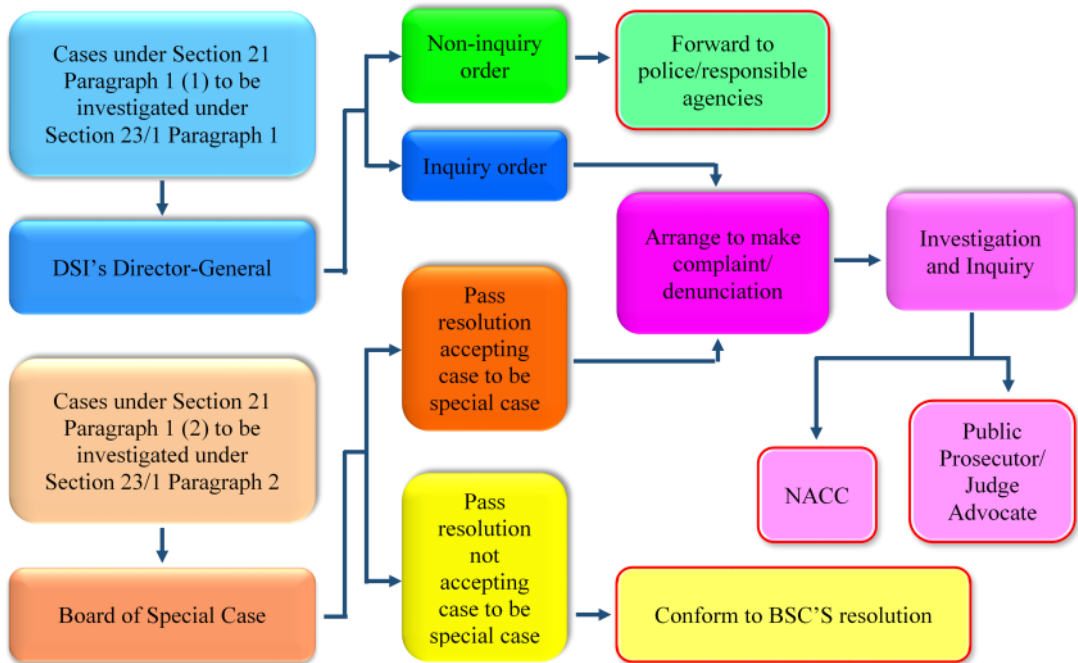 Cases under Section 21
Paragraph 1 (1) to be
investigated under
Section 23/1 Paragraph 1
DSI's Director-General
Non-inquiry
order
Forward to
police/responsible
agencies
Inquiry order
Arrange to make
complaint/
denunciation
Investigation
and Inquiry
Cases under Section 21
Paragraph 1 (2) to be
investigated under
Section 23/1 Paragraph 2
Board of Special Case
Pass
resolution
accepting
case to be
special case
Pass
resolution
not
accepting
case to be
special case
NACC
Public
Prosecutor/
Judge
Advocate
Conform to BSC'S resolution